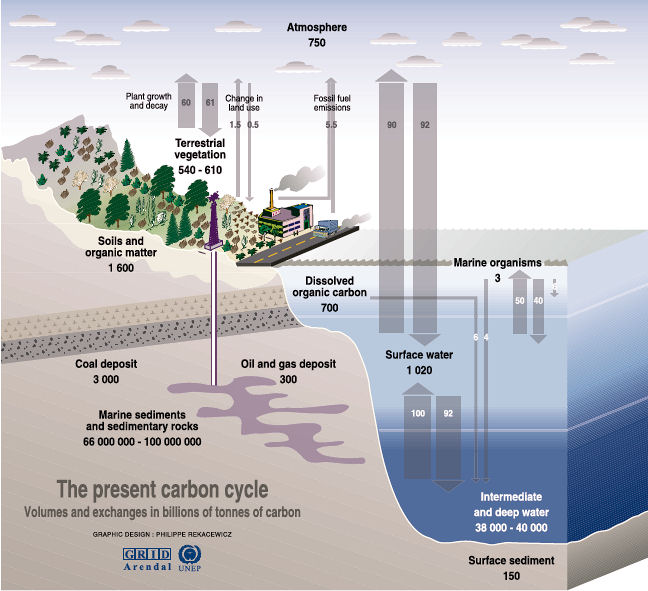 Atmosphere
750
Plant growth
and decay
60
61
Change in
land use
1.5
0.5
Fossil fuel
emissions
5.5
90
92
Terrestrial
vegetation
540 - 610
Soils and
organic matter
1 600
Marine organisms
3
Dissolved
organic carbon
700
50
40
6
4
Surface water
1 020
Coal deposit
3 000
Oil and gas deposit
300
100
92
Marine sediments
and sedimentary rocks
66 000 000 - 100 000 000
The present carbon cycle
Volumes and exchanges in billions of tonnes of carbon
GRAPHIC DESIGN : PHILIPPE REKACEWICZ
Intermediate
and deep water
38 000 - 40 000
GRID
Arendal
UNEP
Surface sediment
150